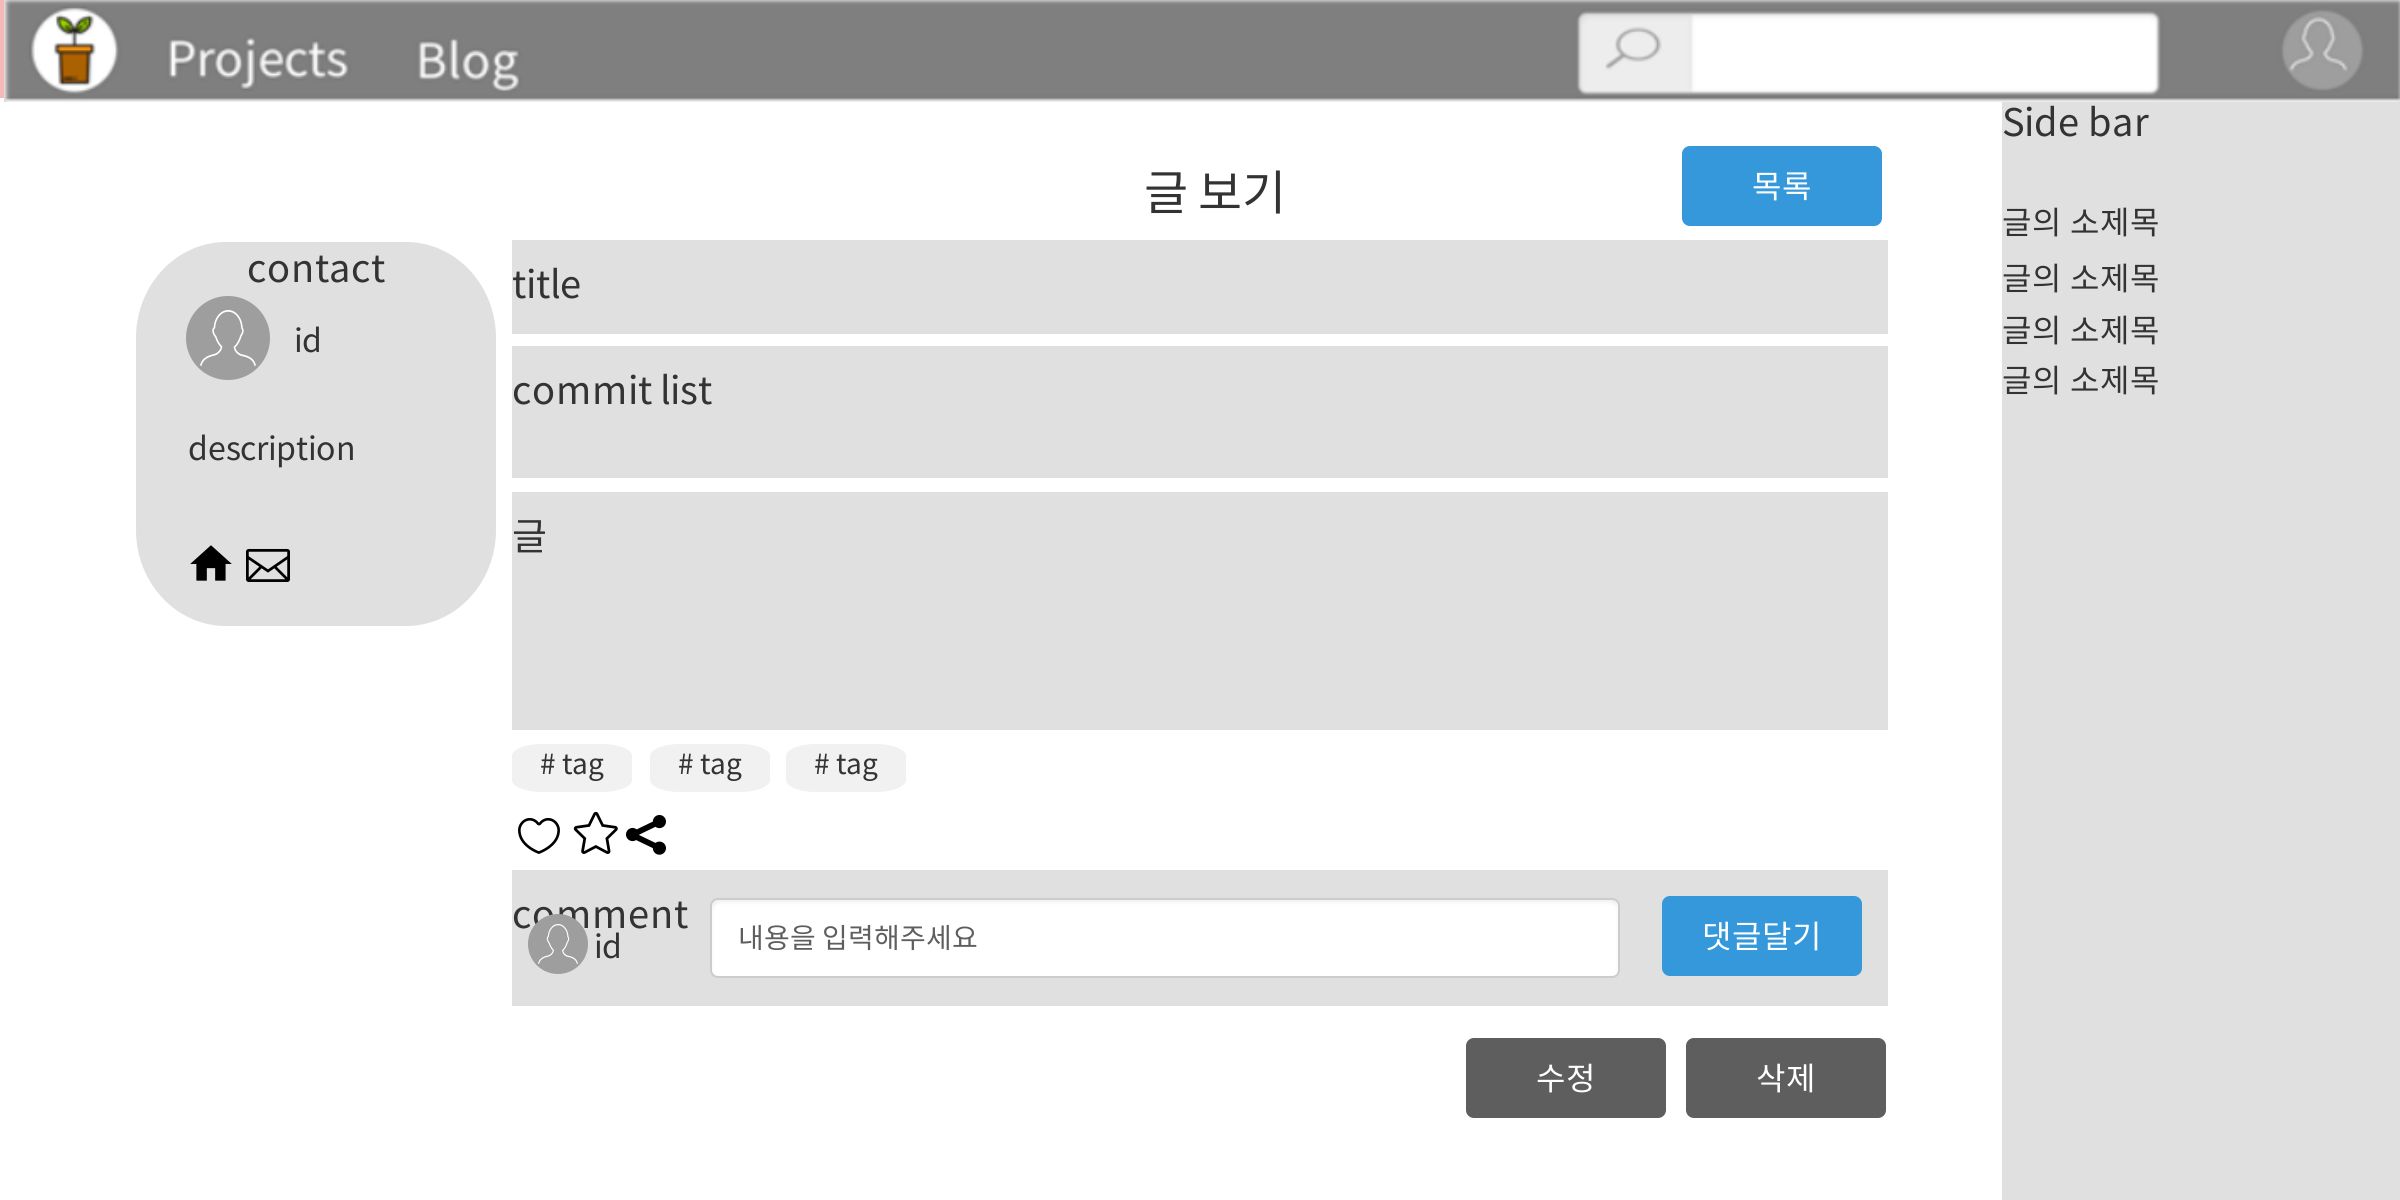 Projects
Blog
Side bar
글 보기
목록
글의 소제목
글의 소제목
글의 소제목
글의 소제목
contact
id
description
title
commit list
글
# tag
# tag
# tag
comment
id
내용을 입력해주세요
댓글달기
수정
삭제